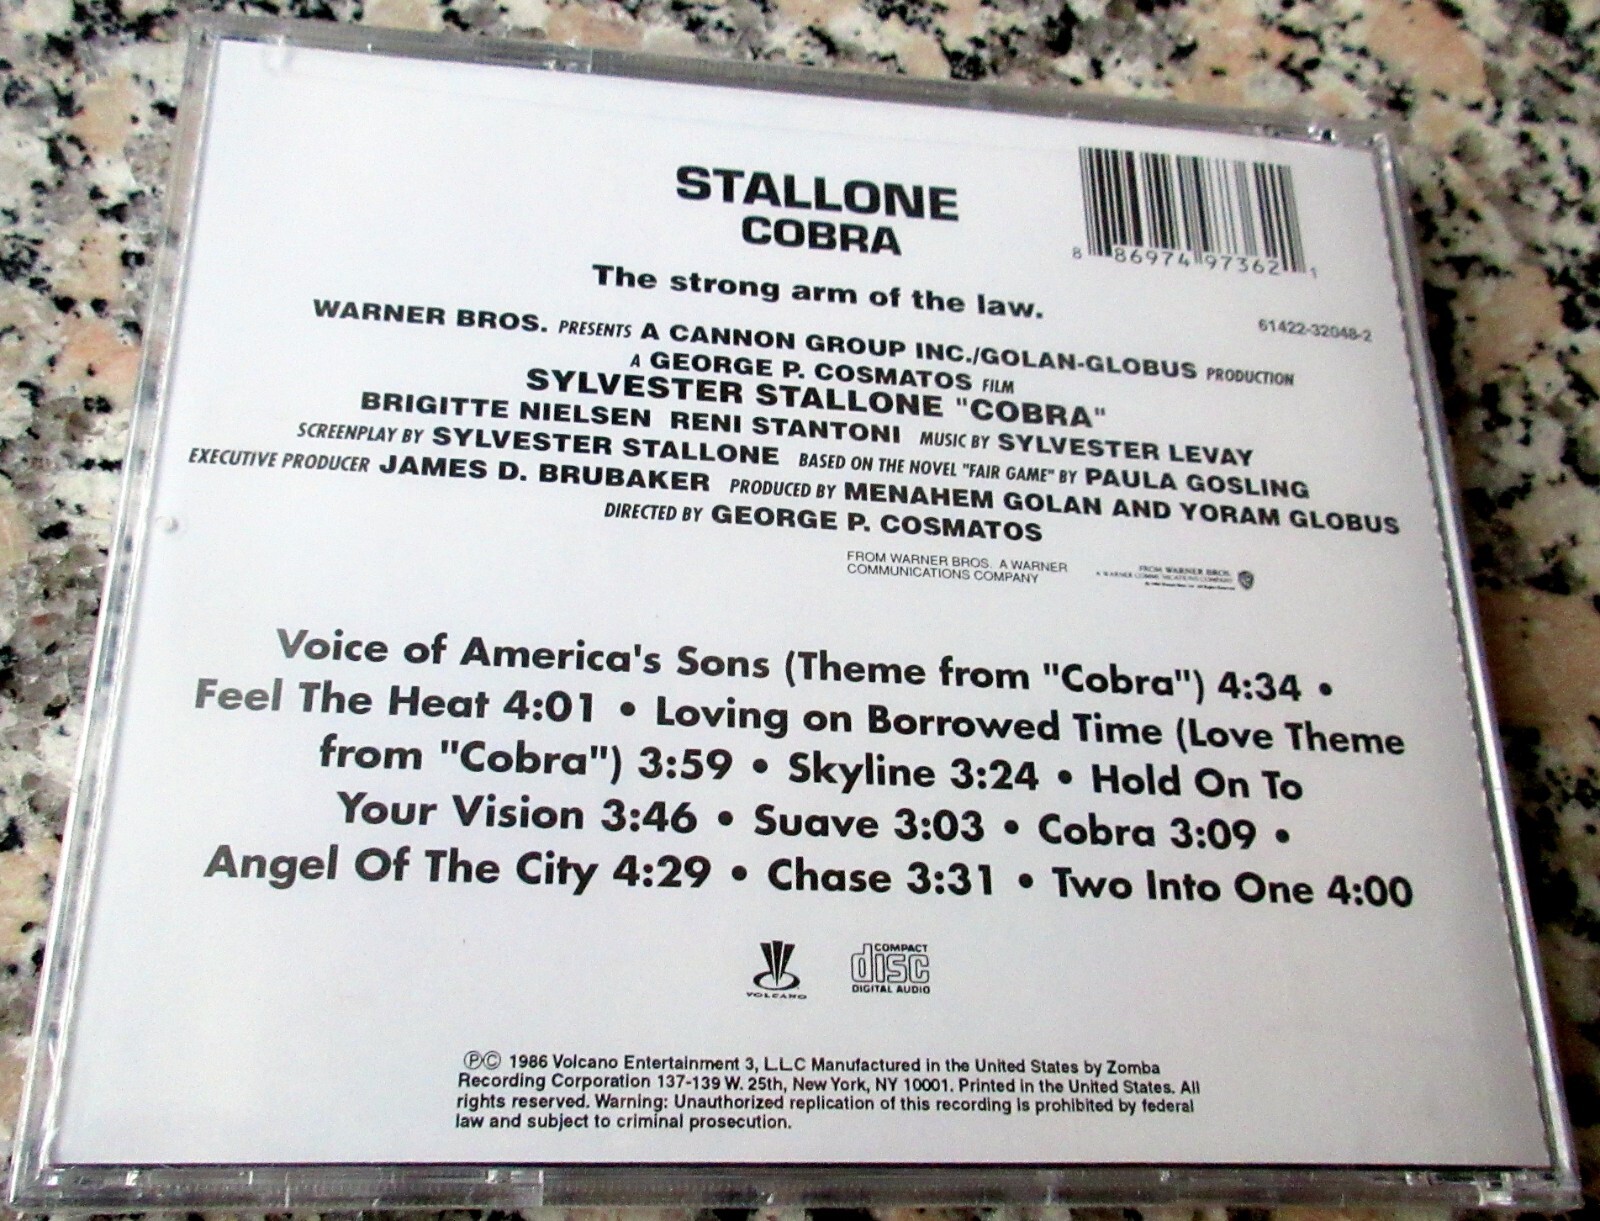 STALLONE
COBRA
8 86974 97362 1
The strong arm of the law.
61422-32048-2
WARNER BROS. PRESENTS A CANNON GROUP INC./GOLAN-GLOBUS PRODUCTION
A GEORGE P. COSMATOS FILM
SYLVESTER STALLONE "COBRA"
BRIGITTE NIELSEN RENI STANTONI MUSIC BY SYLVESTER LEVAY
SCREENPLAY BY SYLVESTER STALLONE BASED ON THE NOVEL "FAIR GAME" BY PAULA GOSLING
EXECUTIVE PRODUCER JAMES D. BRUBAKER PRODUCED BY MENAHEM GOLAN AND YORAM GLOBUS
DIRECTED BY GEORGE P. COSMATOS
FROM WARNER BROS. A WARNER
COMMUNICATIONS COMPANY
FROM WARNER BROS.
A WARNER COMMUNICATIONS COMPANY
Voice of America's Sons (Theme from "Cobra") 4:34 •
Feel The Heat 4:01 • Loving on Borrowed Time (Love Theme
from "Cobra") 3:59 • Skyline 3:24 • Hold On To
Your Vision 3:46 • Suave 3:03 • Cobra 3:09 •
Angel Of The City 4:29 • Chase 3:31 • Two Into One 4:00
VOLCANO
COMPACT
disc
DIGITAL AUDIO
ⓅⒸ 1986 Volcano Entertainment 3, L.L.C Manufactured in the United States by Zomba
Recording Corporation 137-139 W. 25th, New York, NY 10001. Printed in the United States. All
rights reserved. Warning: Unauthorized replication of this recording is prohibited by federal
law and subject to criminal prosecution.